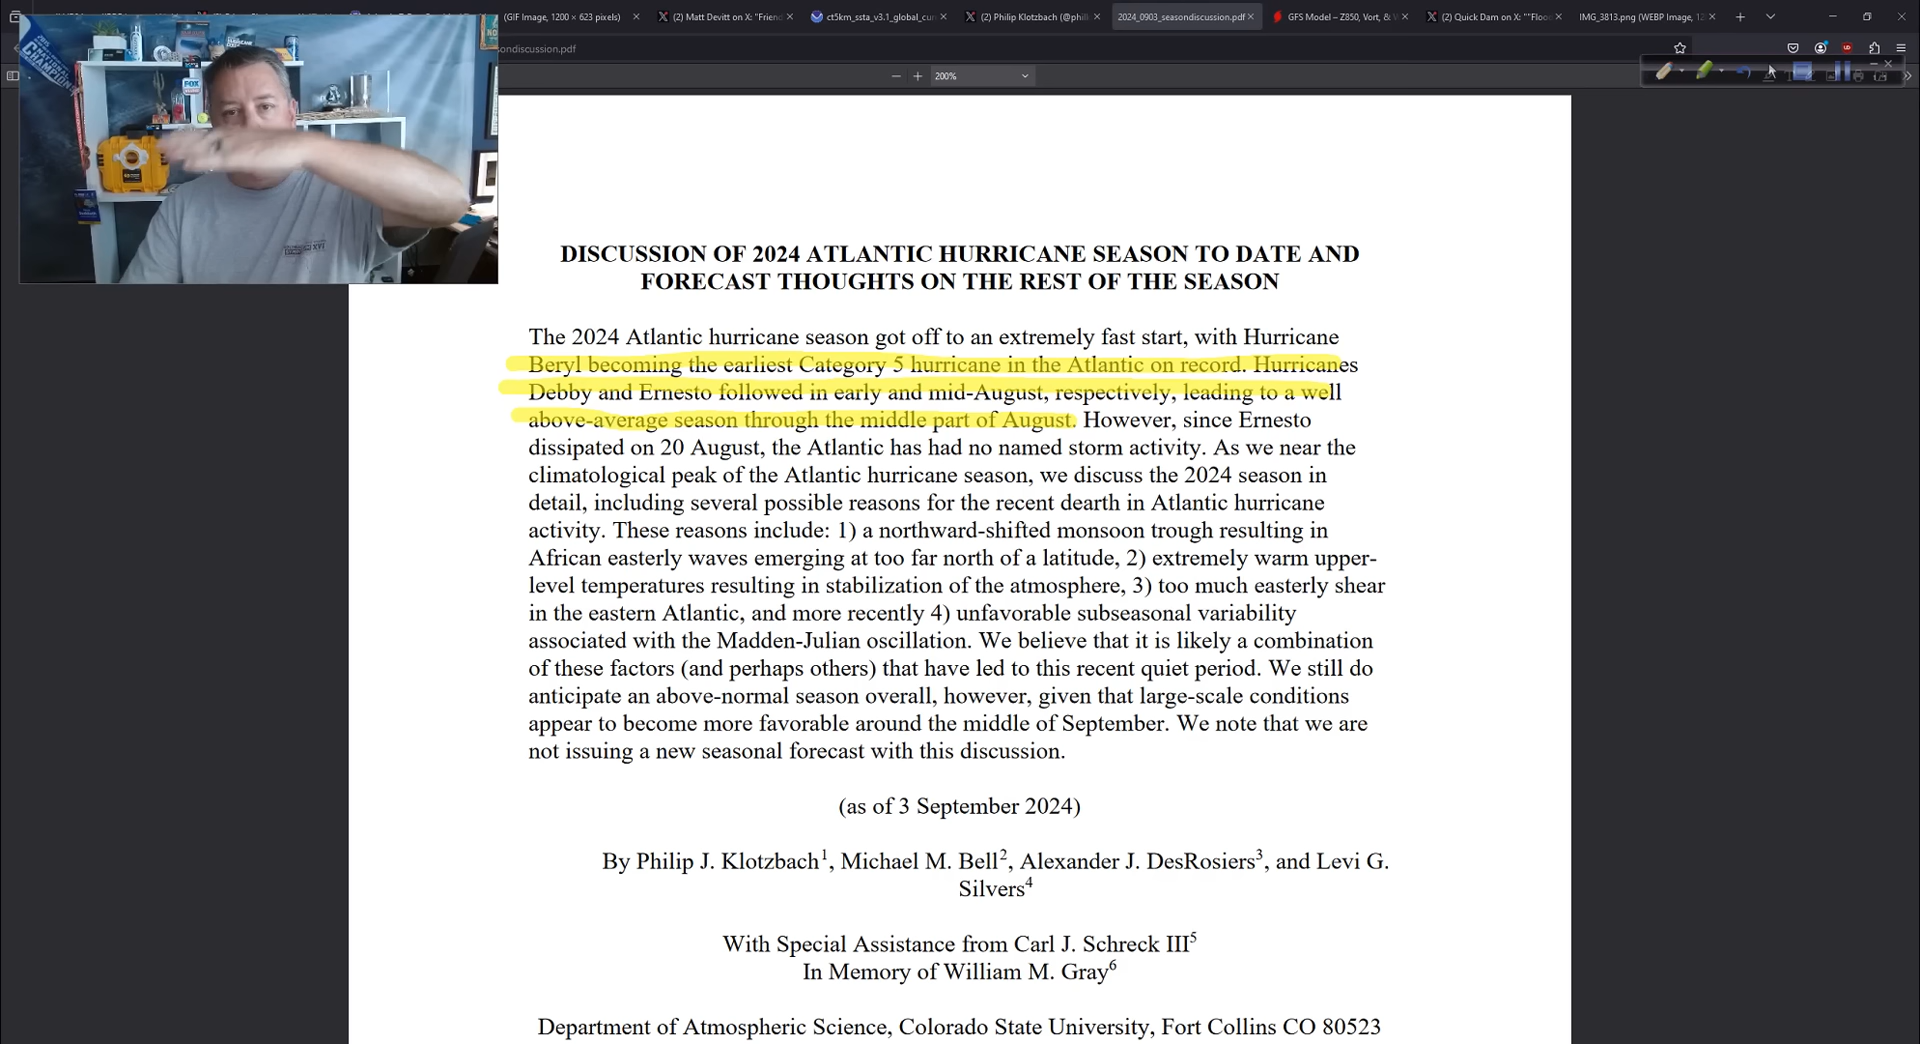 (GIF Image, 1200 × 623 pixels)
(2) Matt Devitt on X: "Frien
ct5km_ssta_v3.1_global_cu
(2) Philip Klotzbach (@phil
2024_0903_seasondiscussion.pdf
GFS Model – Z850, Vort, &
(2) Quick Dam on X: ""Floo
IMG_3813.png (WEBP Image, 12
ondiscussion.pdf
200%
FOX
DISCUSSION OF 2024 ATLANTIC HURRICANE SEASON TO DATE AND
FORECAST THOUGHTS ON THE REST OF THE SEASON
The 2024 Atlantic hurricane season got off to an extremely fast start, with Hurricane
Beryl becoming the earliest Category 5 hurricane in the Atlantic on record. Hurricanes
Debby and Ernesto followed in early and mid-August, respectively, leading to a well
above-average season through the middle part of August. However, since Ernesto
dissipated on 20 August, the Atlantic has had no named storm activity. As we near the
climatological peak of the Atlantic hurricane season, we discuss the 2024 season in
detail, including several possible reasons for the recent dearth in Atlantic hurricane
activity. These reasons include: 1) a northward-shifted monsoon trough resulting in
African easterly waves emerging at too far north of a latitude, 2) extremely warm upper-
level temperatures resulting in stabilization of the atmosphere, 3) too much easterly shear
in the eastern Atlantic, and more recently 4) unfavorable subseasonal variability
associated with the Madden-Julian oscillation. We believe that it is likely a combination
of these factors (and perhaps others) that have led to this recent quiet period. We still do
anticipate an above-normal season overall, however, given that large-scale conditions
appear to become more favorable around the middle of September. We note that we are
not issuing a new seasonal forecast with this discussion.
(as of 3 September 2024)
By Philip J. Klotzbach1, Michael M. Bell2, Alexander J. DesRosiers3, and Levi G.
Silvers4
With Special Assistance from Carl J. Schreck III5
In Memory of William M. Gray6
Department of Atmospheric Science, Colorado State University, Fort Collins CO 80523